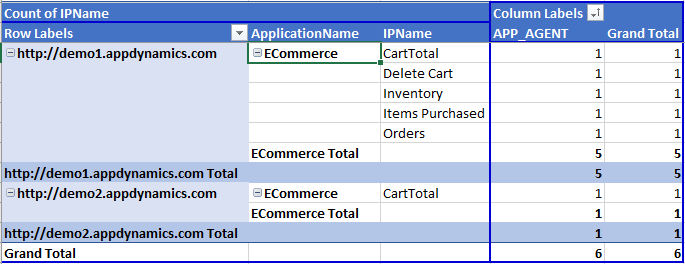 Count of IPName Column Labels
Row Labels ApplicationName IPName APP_AGENT Grand Total
http://demo1.appdynamics.com ECommerce CartTotal 1 1
Delete Cart 1 1
Inventory 1 1
Items Purchased 1 1
Orders 1 1
ECommerce Total 5 5
http://demo1.appdynamics.com Total 5 5
http://demo2.appdynamics.com ECommerce CartTotal 1 1
ECommerce Total 1 1
http://demo2.appdynamics.com Total 1 1
Grand Total 6 6